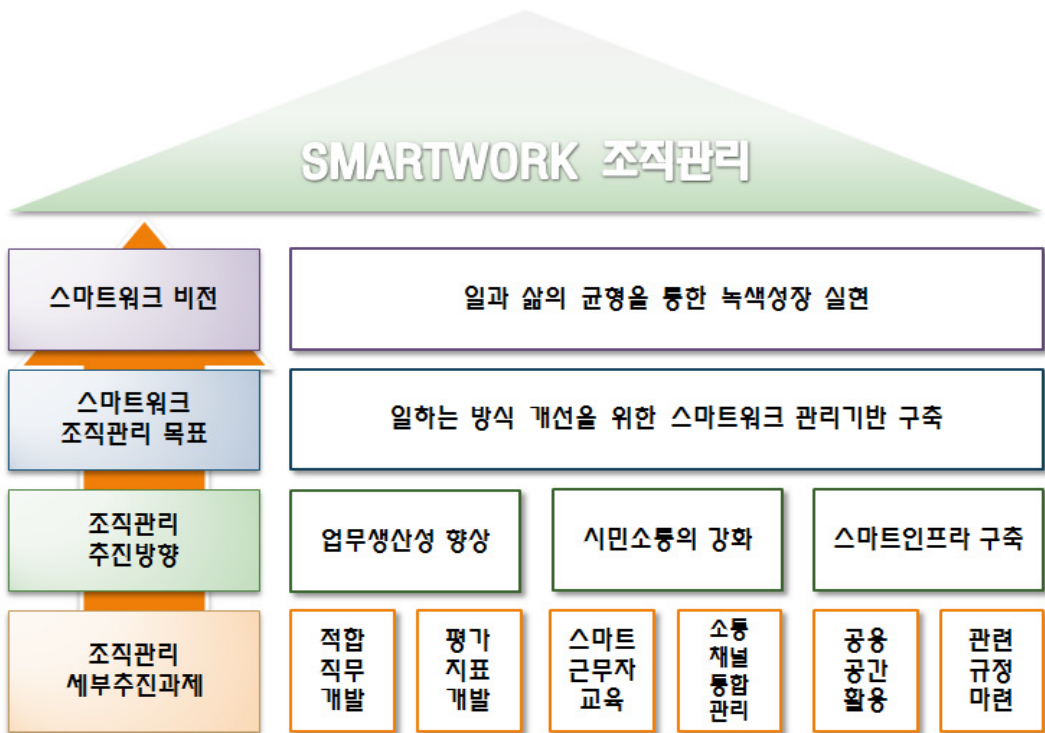 SMARTWORK 조직관리
스마트워크 비전
일과 삶의 균형을 통한 녹색성장 실현
스마트워크
조직관리 목표
일하는 방식 개선을 위한 스마트워크 관리기반 구축
조직관리
추진방향
업무생산성 향상
시민소통의 강화
스마트인프라 구축
조직관리
세부추진과제
적합
직무
개발
평가
지표
개발
스마트
근무자
교육
소통
채널
통합
관리
공용
공간
활용
관련
규정
마련